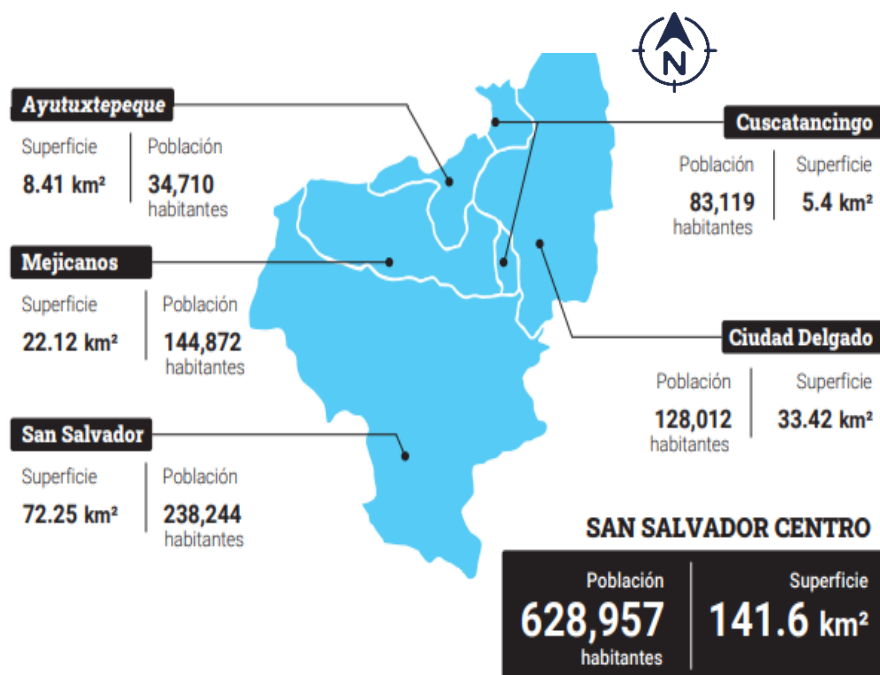 N
Ayutuxtepeque
Superficie
8.41 km²
Población
34,710
habitantes
Mejicanos
Superficie
22.12 km²
Población
144,872
habitantes
San Salvador
Superficie
72.25 km²
Población
238,244
habitantes
Cuscatancingo
Población
83,119
habitantes
Superficie
5.4 km²
Ciudad Delgado
Población
128,012
habitantes
Superficie
33.42 km²
SAN SALVADOR CENTRO
Población
628,957
habitantes
Superficie
141.6 km²